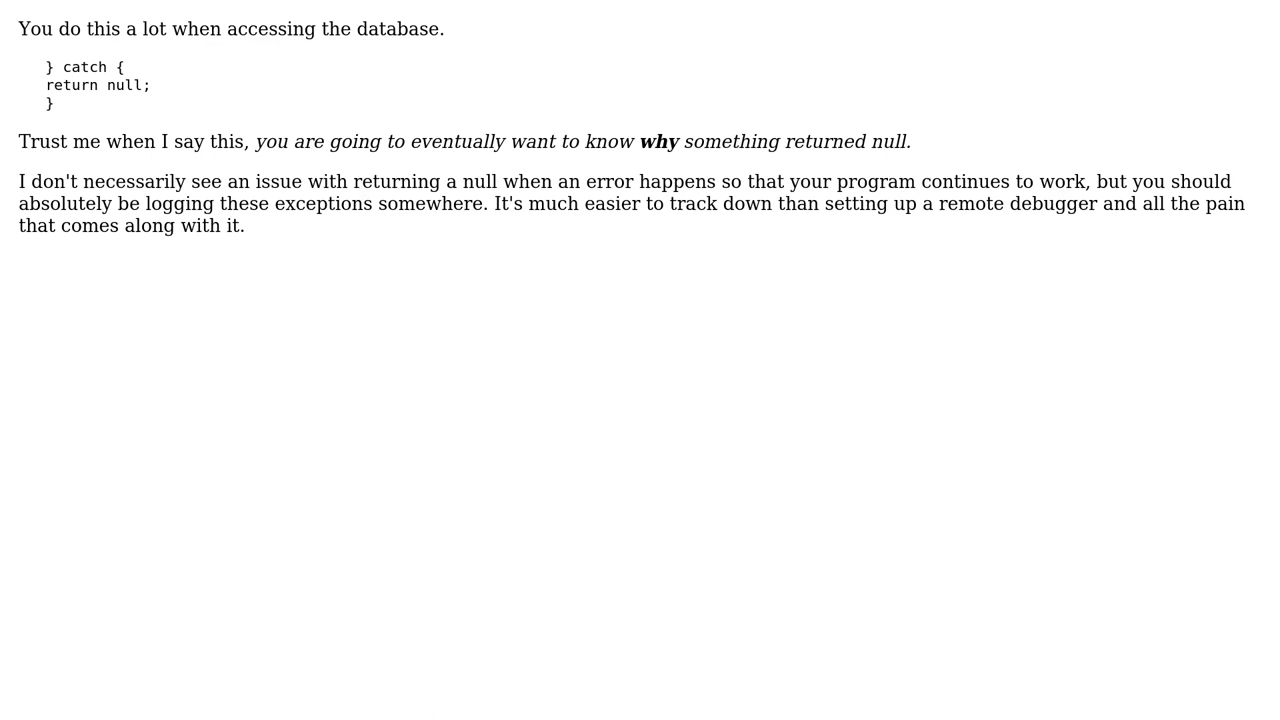 You do this a lot when accessing the database.
} catch {
return null;
}
Trust me when I say this, you are going to eventually want to know why something returned null.
I don't necessarily see an issue with returning a null when an error happens so that your program continues to work, but you should
absolutely be logging these exceptions somewhere. It's much easier to track down than setting up a remote debugger and all the pain
that comes along with it.